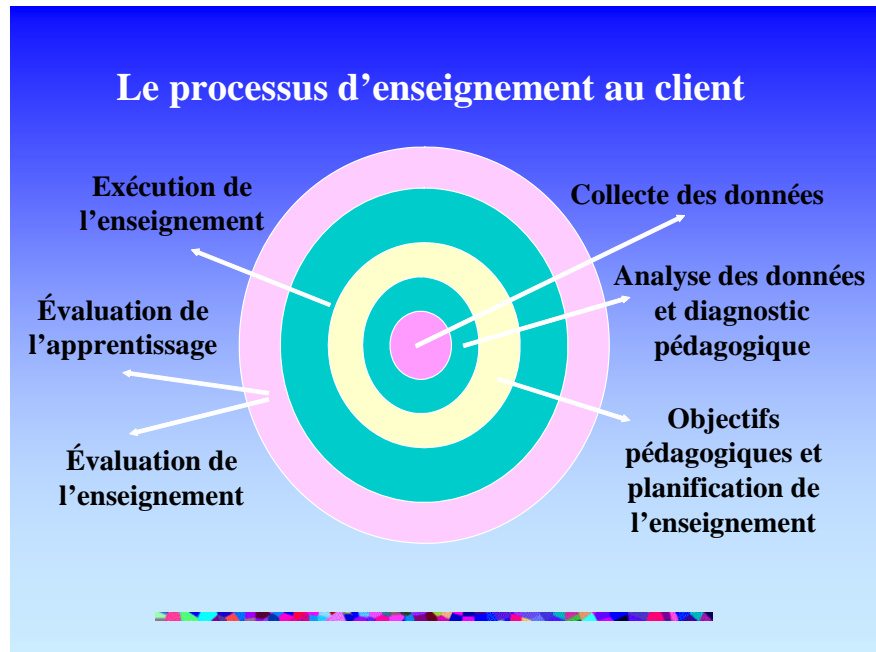 Le processus d’enseignement au client
Exécution de
l’enseignement
Évaluation de
l’apprentissage
Évaluation de
l’enseignement
Collecte des données
Analyse des données
et diagnostic
pédagogique
Objectifs
pédagogiques et
planification de
l’enseignement